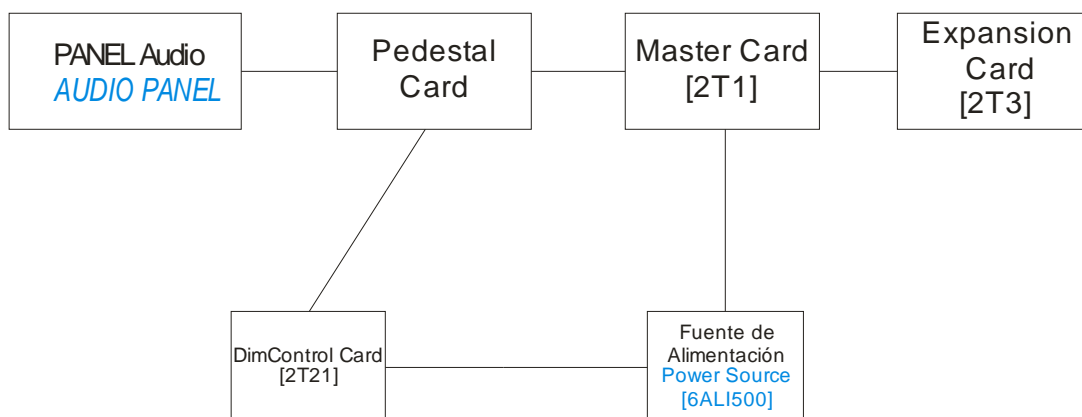 PANEL Audio
AUDIO PANEL
Pedestal
Card
Master Card
[2T1]
Expansion
Card
[2T3]
DimControl Card
[2T21]
Fuente de
Alimentación
Power Source
[6ALI500]